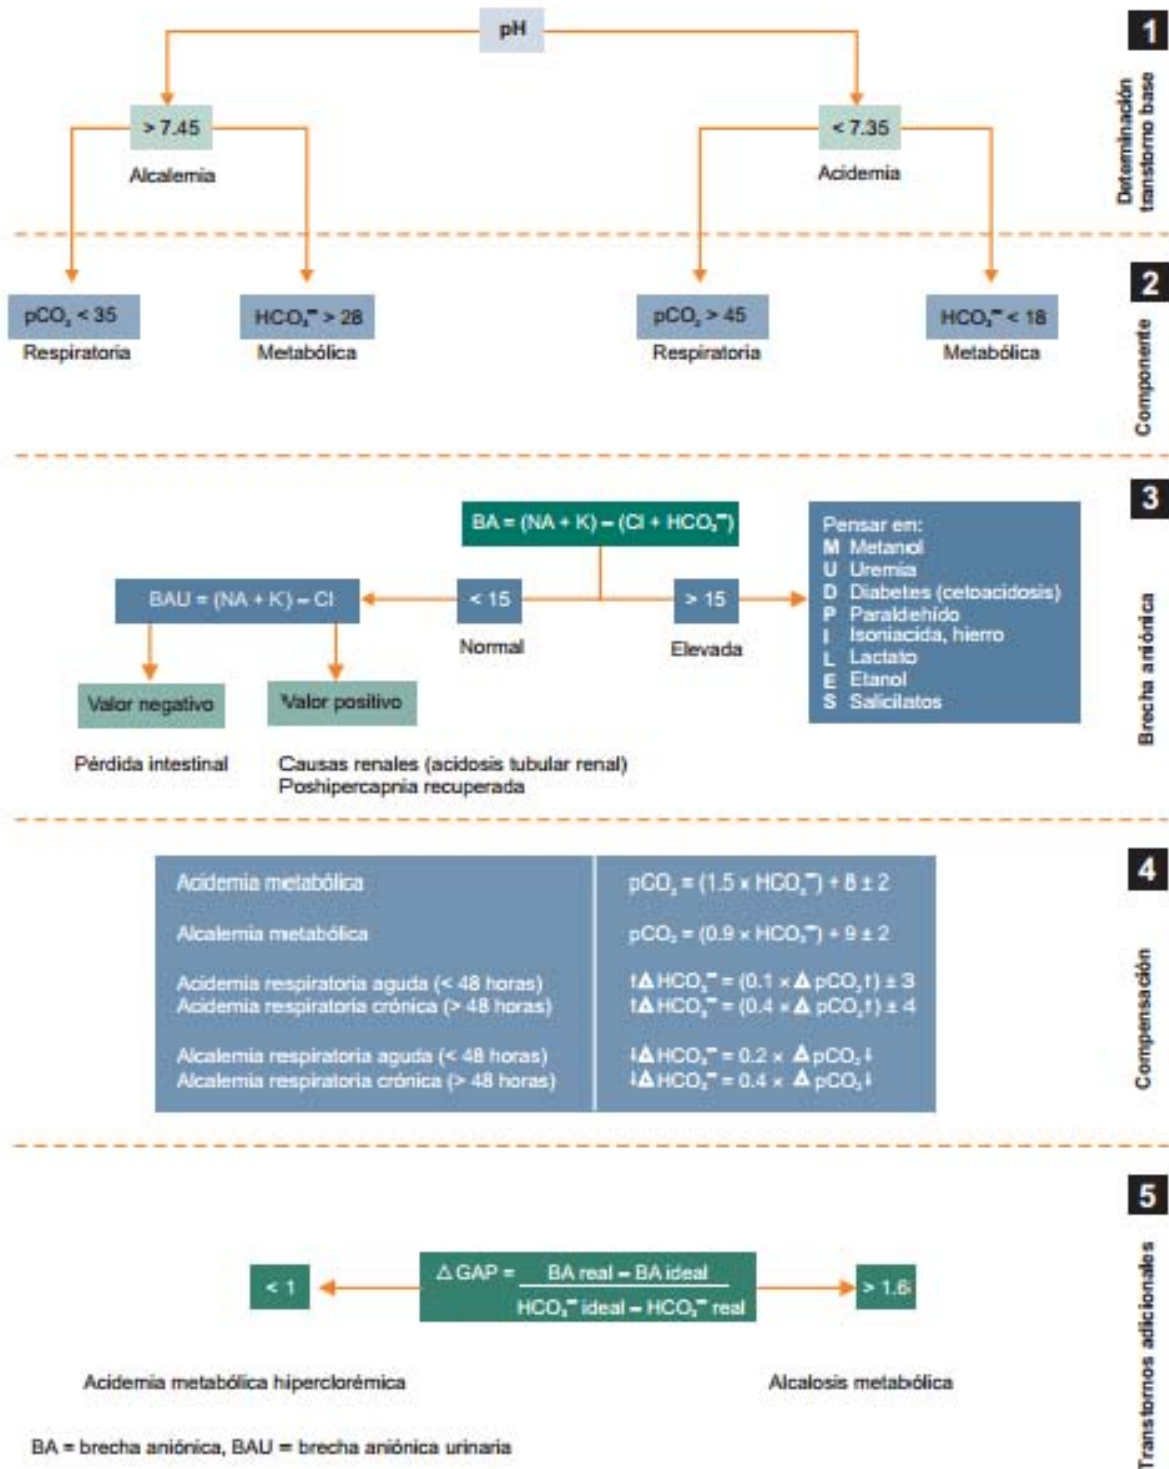 pH
1
Determinación
transtorno base
> 7.45
< 7.35
Alcalemia
Acidemia
2
Componente
pCO₂ < 35
HCO₃⁻ > 28
pCO₂ > 45
HCO₃⁻ < 18
Respiratoria
Metabólica
Respiratoria
Metabólica
3
Brecha aniónica
BA = (NA + K) – (Cl + HCO₃⁻)
Pensar en:
M Metanol
U Uremia
D Diabetes (cetoacidosis)
P Paraldehído
I Isoniacida, hierro
L Lactato
E Etanol
S Salicilatos
BAU = (NA + K) – Cl
< 15
> 15
Normal
Elevada
Valor negativo
Valor positivo
Pérdida intestinal
Causas renales (acidosis tubular renal)
Poshipercapnia recuperada
4
Compensación
Acidemia metabólica pCO₂ = (1.5 x HCO₃⁻) + 8 ± 2
Alcalemia metabólica pCO₂ = (0.9 x HCO₃⁻) + 9 ± 2
Acidemia respiratoria aguda (< 48 horas) ↑Δ HCO₃⁻ = (0.1 × Δ pCO₂↑) ± 3
Acidemia respiratoria crónica (> 48 horas) ↑Δ HCO₃⁻ = (0.4 × Δ pCO₂↑) ± 4
Alcalemia respiratoria aguda (< 48 horas) ↓Δ HCO₃⁻ = 0.2 × Δ pCO₂↓
Alcalemia respiratoria crónica (> 48 horas) ↓Δ HCO₃⁻ = 0.4 × Δ pCO₂↓
5
Transtornos adicionales
< 1
Δ GAP = BA real – BA ideal
HCO₃⁻ ideal – HCO₃⁻ real
> 1.6
Acidemia metabólica hiperclorémica
Alcalosis metabólica
BA = brecha aniónica, BAU = brecha aniónica urinaria